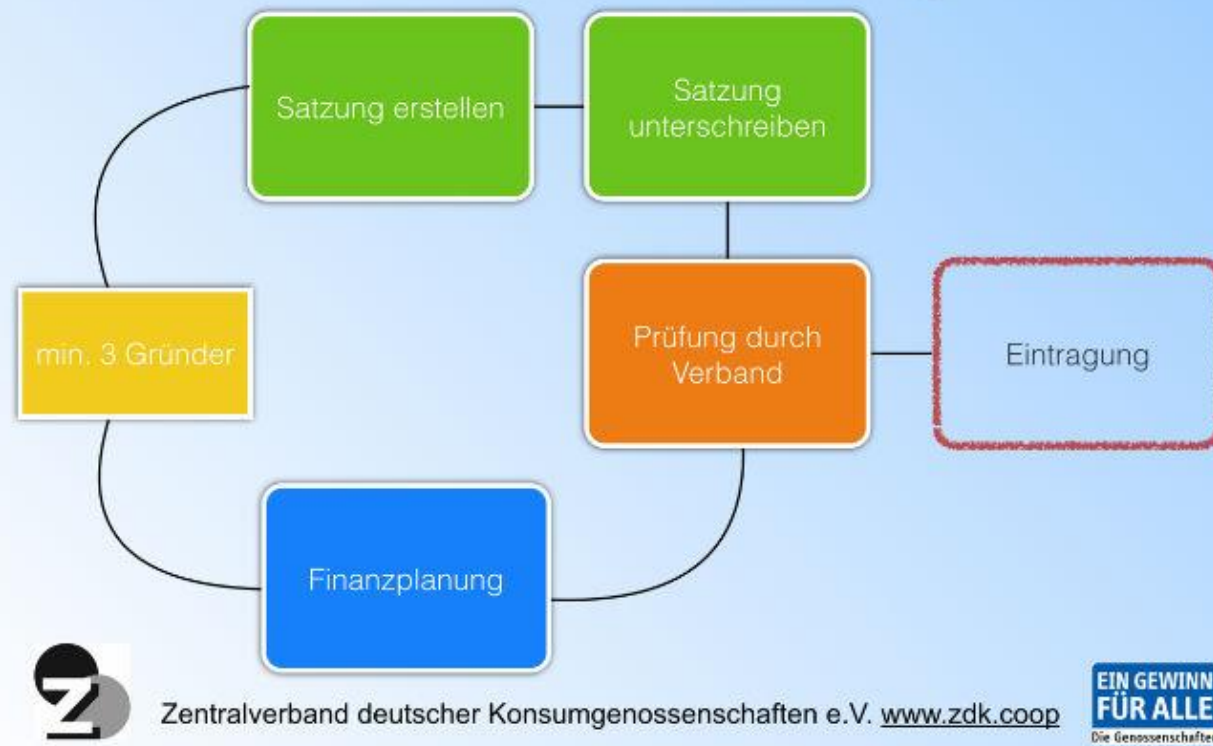 Satzung erstellen
Satzung
unterschreiben
min. 3 Gründer
Prüfung durch
Verband
Eintragung
Finanzplanung
Z
Zentralverband deutscher Konsumgenossenschaften e.V. www.zdk.coop
EIN GEWINN
FÜR ALLE
Die Genossenschaften